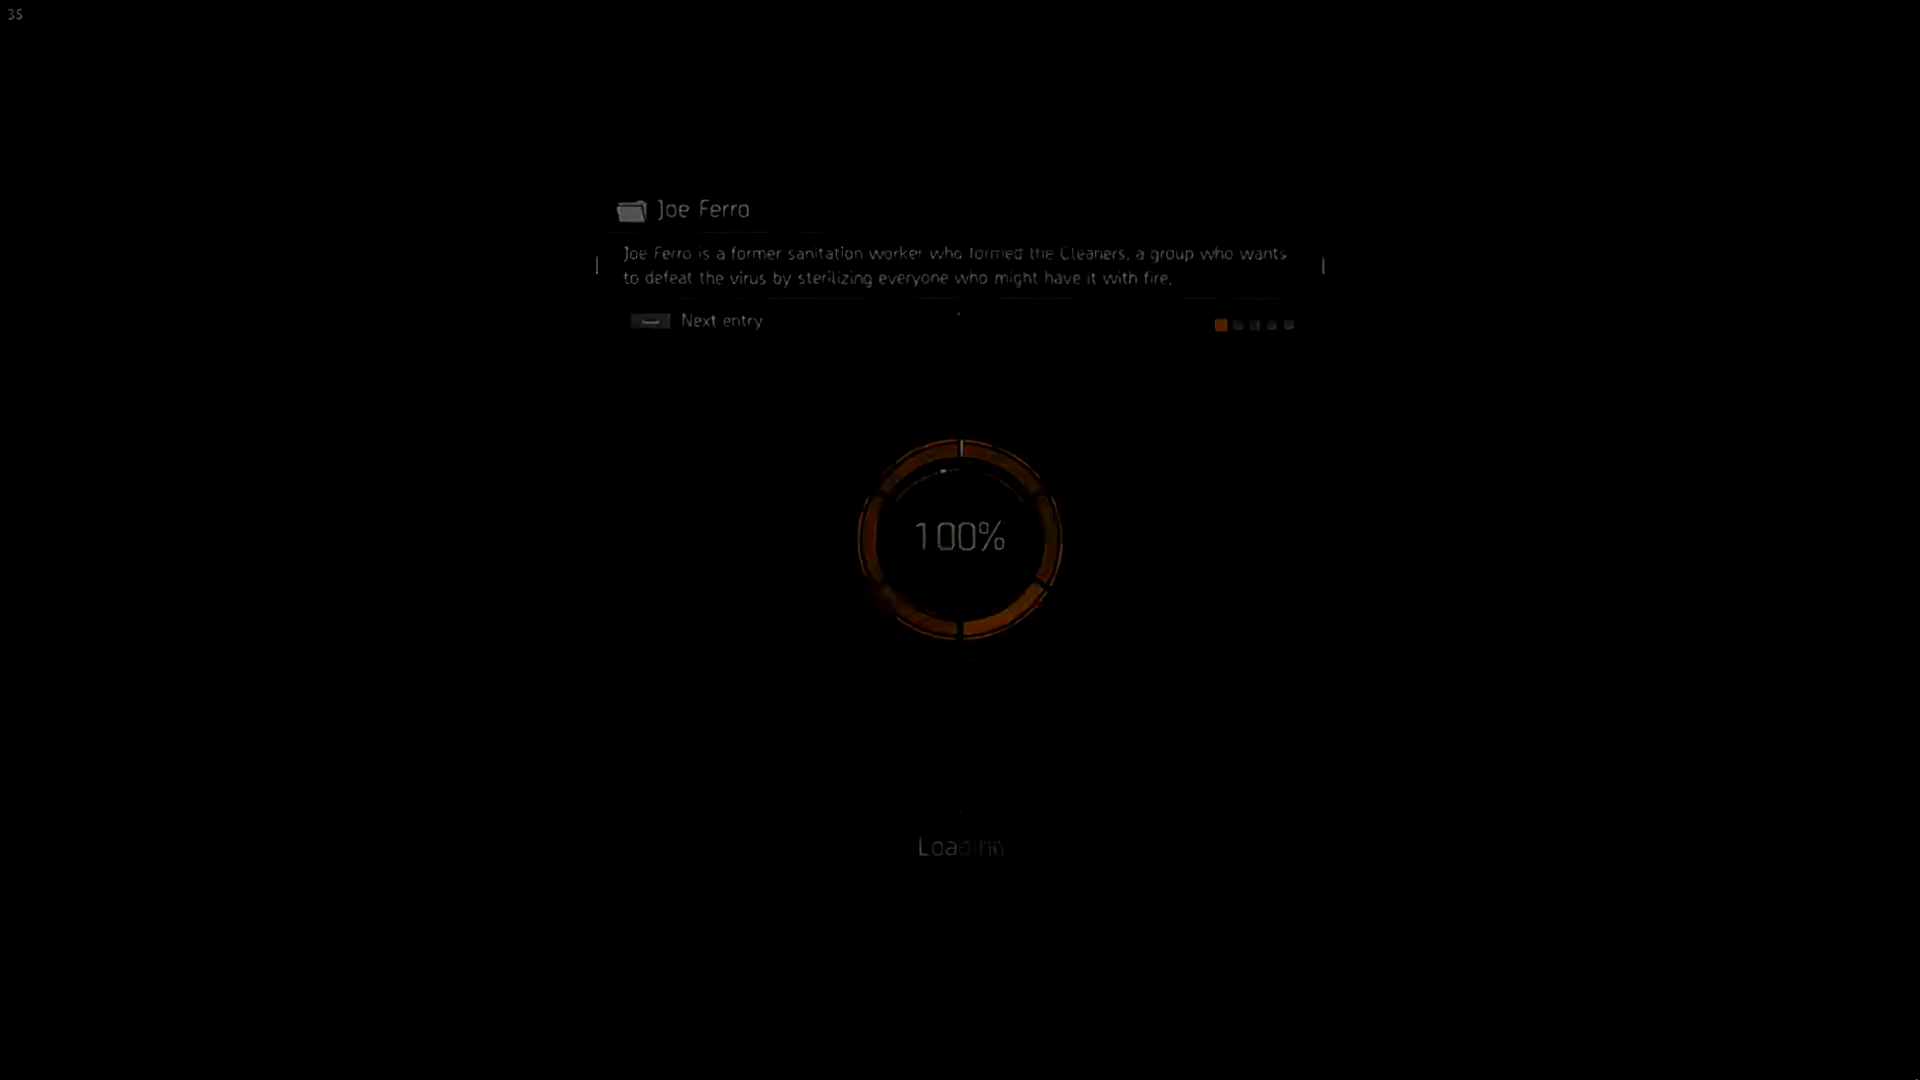 35
Joe Ferro
Joe Ferro is a former sanitation worker who formed the Cleaners, a group who wants
to defeat the virus by sterilizing everyone who might have it with fire.
Next entry
100%
Loading